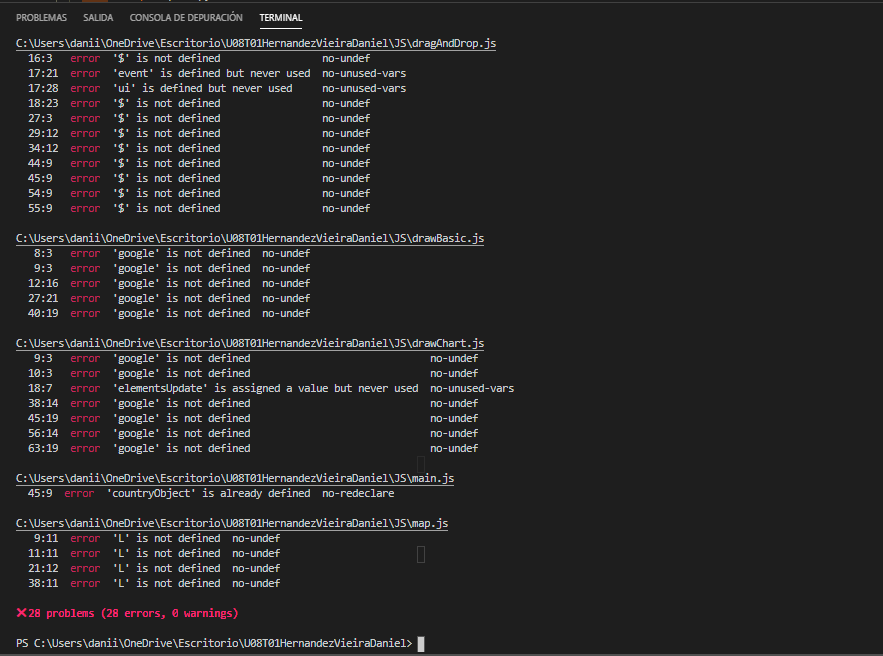 PROBLEMAS SALIDA CONSOLA DE DEPURACIÓN TERMINAL
C:\Users\danii\OneDrive\Escritorio\U08T01HernandezVieiraDaniel\JS\dragAndDrop.js
16:3 error '$' is not defined no-undef
17:21 error 'event' is defined but never used no-unused-vars
17:28 error 'ui' is defined but never used no-unused-vars
18:23 error '$' is not defined no-undef
27:3 error '$' is not defined no-undef
29:12 error '$' is not defined no-undef
34:12 error '$' is not defined no-undef
44:9 error '$' is not defined no-undef
45:9 error '$' is not defined no-undef
54:9 error '$' is not defined no-undef
55:9 error '$' is not defined no-undef
C:\Users\danii\OneDrive\Escritorio\U08T01HernandezVieiraDaniel\JS\drawBasic.js
8:3 error 'google' is not defined no-undef
9:3 error 'google' is not defined no-undef
12:16 error 'google' is not defined no-undef
27:21 error 'google' is not defined no-undef
40:19 error 'google' is not defined no-undef
C:\Users\danii\OneDrive\Escritorio\U08T01HernandezVieiraDaniel\JS\drawChart.js
9:3 error 'google' is not defined no-undef
10:3 error 'google' is not defined no-undef
18:7 error 'elementsUpdate' is assigned a value but never used no-unused-vars
38:14 error 'google' is not defined no-undef
45:19 error 'google' is not defined no-undef
56:14 error 'google' is not defined no-undef
63:19 error 'google' is not defined no-undef
C:\Users\danii\OneDrive\Escritorio\U08T01HernandezVieiraDaniel\JS\main.js
45:9 error 'countryObject' is already defined no-redeclare
C:\Users\danii\OneDrive\Escritorio\U08T01HernandezVieiraDaniel\JS\map.js
9:11 error 'L' is not defined no-undef
11:11 error 'L' is not defined no-undef
21:12 error 'L' is not defined no-undef
38:11 error 'L' is not defined no-undef
❌28 problems (28 errors, 0 warnings)
PS C:\Users\danii\OneDrive\Escritorio\U08T01HernandezVieiraDaniel>